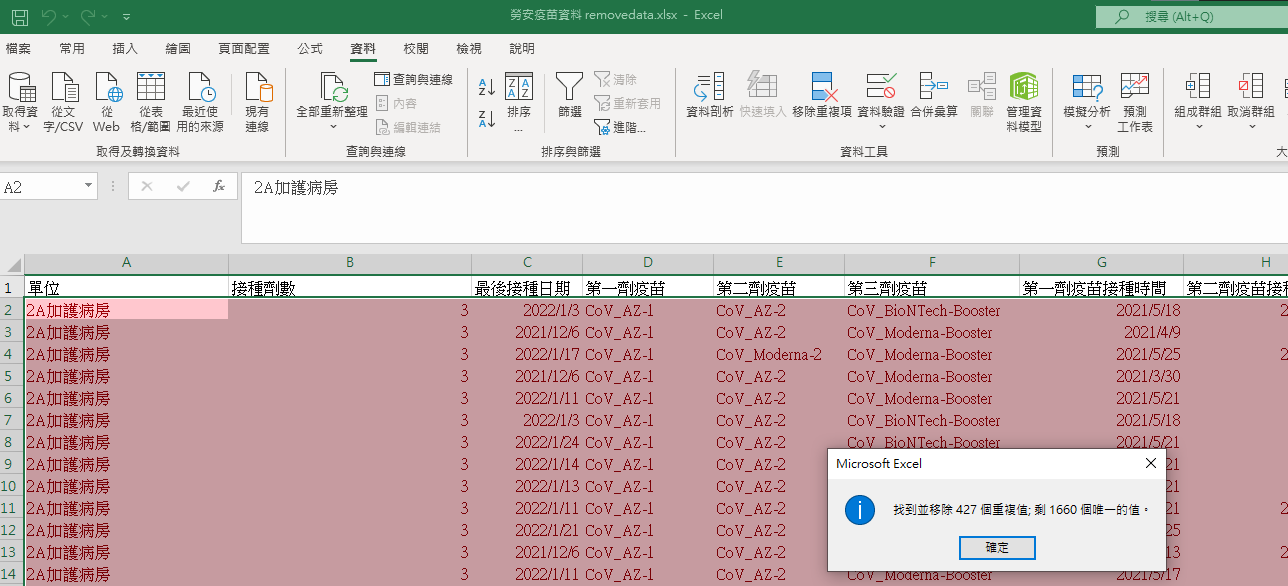 勞安疫苗資料 removedata.xlsx - Excel
搜尋 (Alt+Q)
檔案 常用 插入 繪圖 頁面配置 公式 資料 校閱 檢視 說明
取得資料 從文字/CSV 從 Web 從表格/範圍 最近使用的來源 現有連線
全部重新整理 查詢與連線 內容 編輯連結
排序... 篩選 清除 重新套用 進階...
資料剖析 快速填入 移除重複項 資料驗證 合併彙算 關聯 管理資料模型
模擬分析 預測工作表 組成群組 取消群組
取得及轉換資料 查詢與連線 排序與篩選 資料工具 預測 大
A2 fx 2A加護病房
A B C D E F G H
1 單位 接種劑數 最後接種日期 第一劑疫苗 第二劑疫苗 第三劑疫苗 第一劑疫苗接種時間 第二劑疫苗接種
2 2A加護病房 3 2022/1/3 CoV_AZ-1 CoV_AZ-2 CoV_BioNTech-Booster 2021/5/18 2
3 2A加護病房 3 2021/12/6 CoV_AZ-1 CoV_AZ-2 CoV_Moderna-Booster 2021/4/9
4 2A加護病房 3 2022/1/17 CoV_AZ-1 CoV_Moderna-2 CoV_Moderna-Booster 2021/5/25 2
5 2A加護病房 3 2021/12/6 CoV_AZ-1 CoV_AZ-2 CoV_Moderna-Booster 2021/3/30
6 2A加護病房 3 2022/1/11 CoV_AZ-1 CoV_AZ-2 CoV_Moderna-Booster 2021/5/21
7 2A加護病房 3 2022/1/3 CoV_AZ-1 CoV_AZ-2 CoV_BioNTech-Booster 2021/5/18
8 2A加護病房 3 2022/1/24 CoV_AZ-1 CoV_AZ-2 CoV_BioNTech-Booster 2021/5/21
9 2A加護病房 3 2022/1/14 CoV_AZ-1 CoV_AZ-2 21
10 2A加護病房 3 2022/1/13 CoV_AZ-1 CoV_AZ-2 21
11 2A加護病房 3 2022/1/11 CoV_AZ-1 CoV_AZ-2 21 2
12 2A加護病房 3 2022/1/21 CoV_AZ-1 CoV_AZ-2 25
13 2A加護病房 3 2021/12/6 CoV_AZ-1 CoV_AZ-2 13 2
14 2A加護病房 3 2022/1/11 CoV_AZ-1 CoV_AZ-2 CoV_Moderna-Booster 2021/5/17
Microsoft Excel
找到並移除 427 個重複值; 剩 1660 個唯一的值。
確定